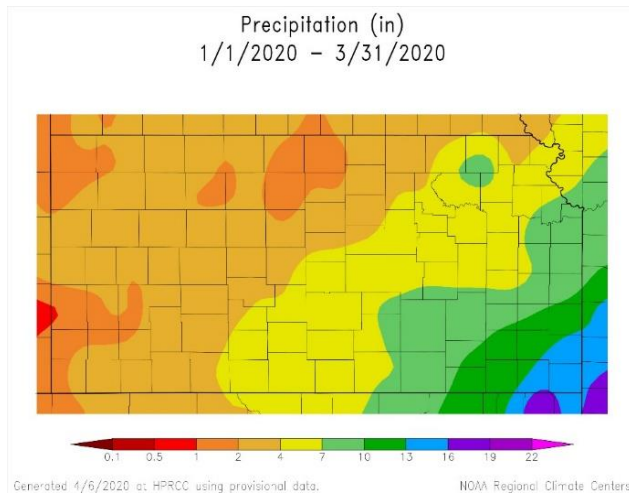 Precipitation (in)
1/1/2020 – 3/31/2020
0.1 0.5 1 2 4 7 10 13 16 19 22
Generated 4/6/2020 at HPRCC using provisional data. NOAA Regional Climate Centers